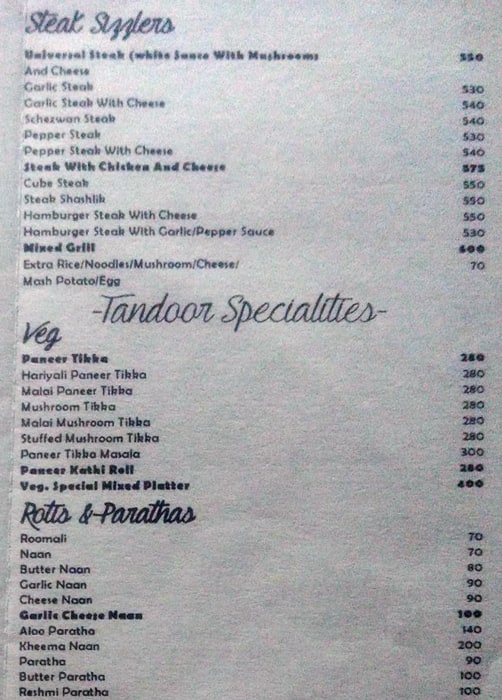 Steak Sizzlers
Universal Steak (white Sauce With Mushroom) 550
And Cheese
Garlic Steak 530
Garlic Steak With Cheese 540
Schezwan Steak 540
Pepper Steak 530
Pepper Steak With Cheese 540
Steak With Chicken And Cheese 575
Cube Steak 550
Steak Shashlik 550
Hamburger Steak With Cheese 550
Hamburger Steak With Garlic/Pepper Sauce 530
Mixed Grill 600
Extra Rice/Noodles/Mushroom/Cheese/ 70
Mash Potato/Egg
-Tandoor Specialities-
Veg
Paneer Tikka 280
Hariyali Paneer Tikka 280
Malai Paneer Tikka 280
Mushroom Tikka 280
Malai Mushroom Tikka 280
Stuffed Mushroom Tikka 280
Paneer Tikka Masala 300
Paneer Kathi Roll 280
Veg. Special Mixed Platter 400
Rotts & Parathas
Roomali 70
Naan 70
Butter Naan 80
Garlic Naan 90
Cheese Naan 90
Garlic Cheese Naan 100
Aloo Paratha 140
Kheema Naan 200
Paratha 90
Butter Paratha 100
Reshmi Paratha 100